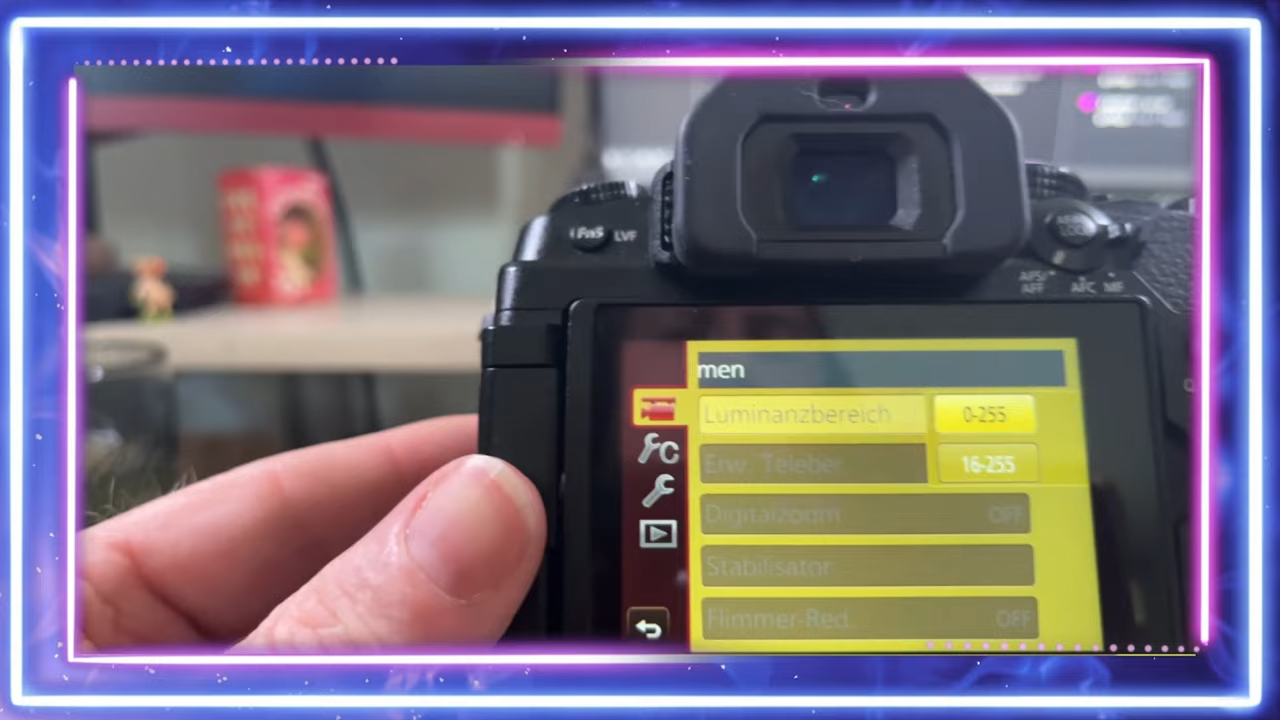 Fn5 LVF
AFS/AFF AFC MF
men
Luminanzbereich 0-255
Erw. Teleber. 16-255
Digitalzoom OFF
Stabilisator
Flimmer-Red. OFF